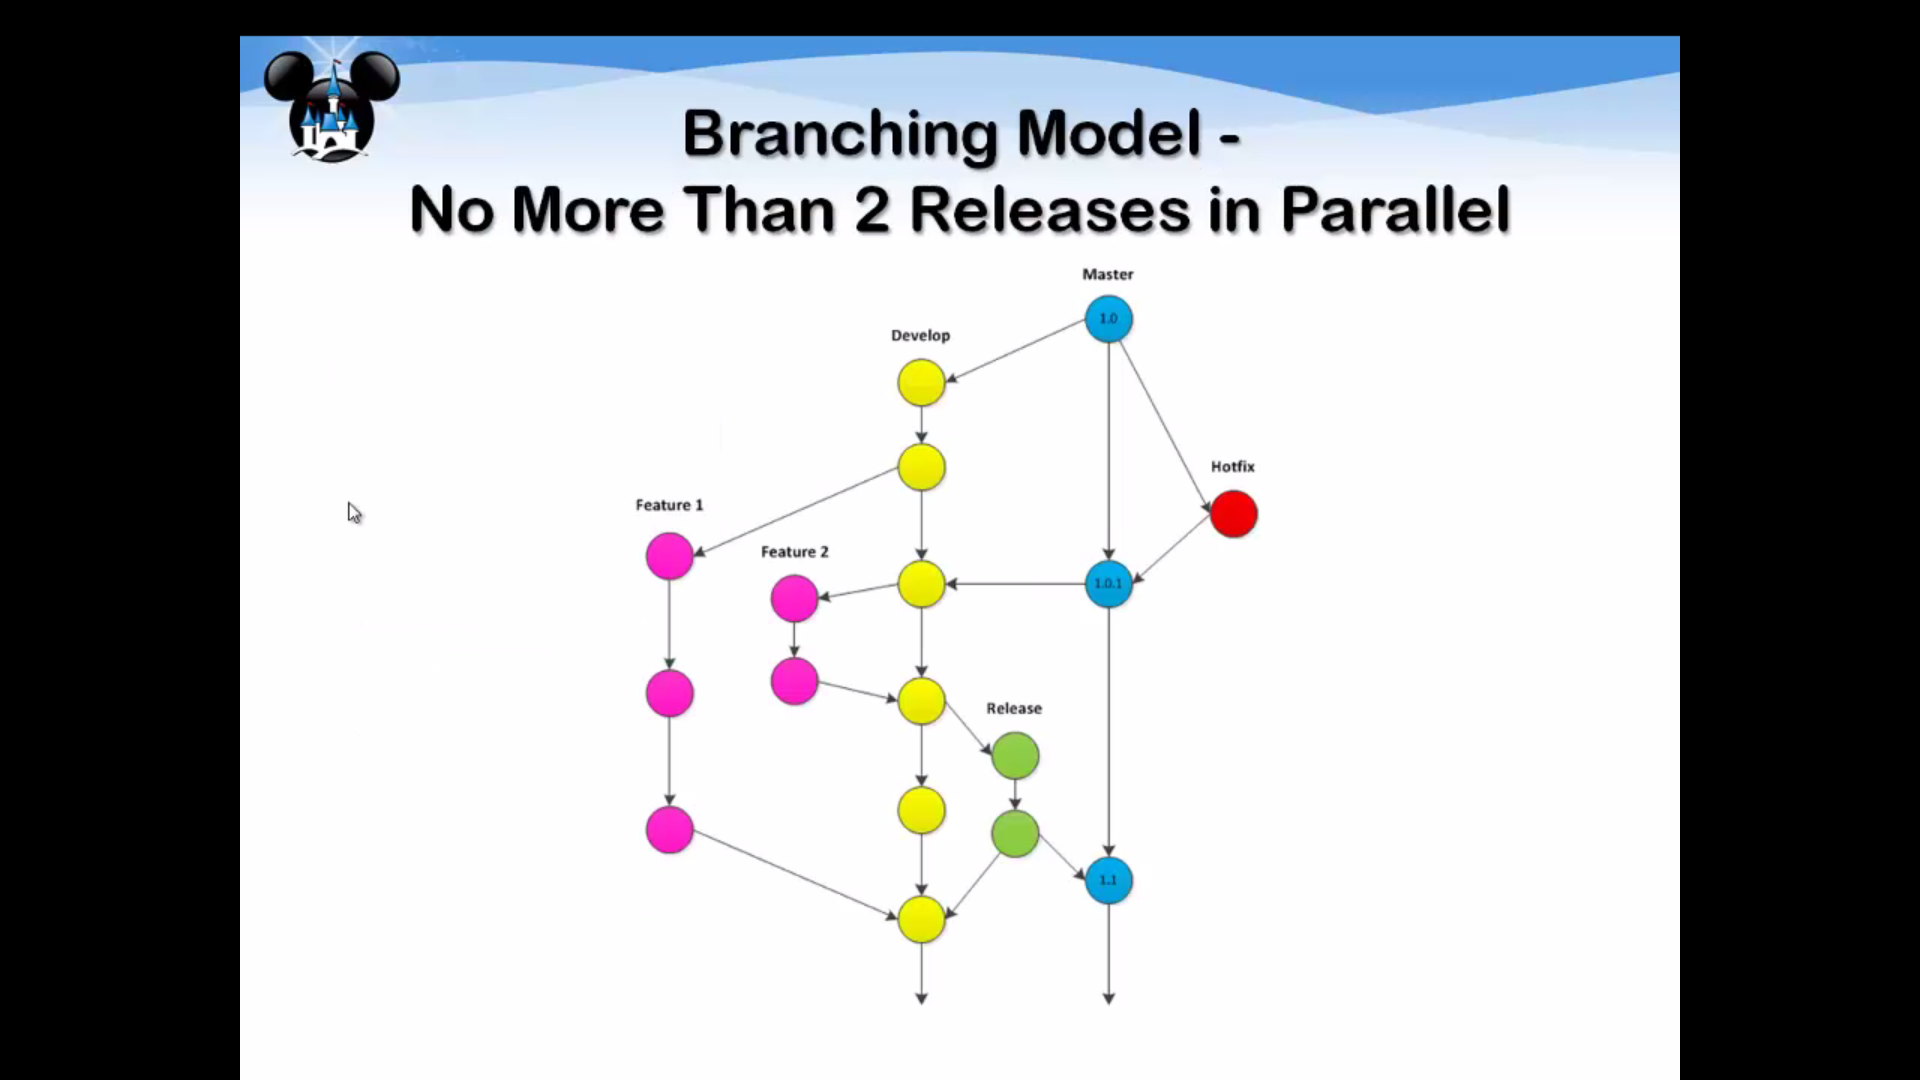 Branching Model -
No More Than 2 Releases in Parallel
Master
1.0
Develop
Hotfix
Feature 1
Feature 2
1.0.1
Release
1.1